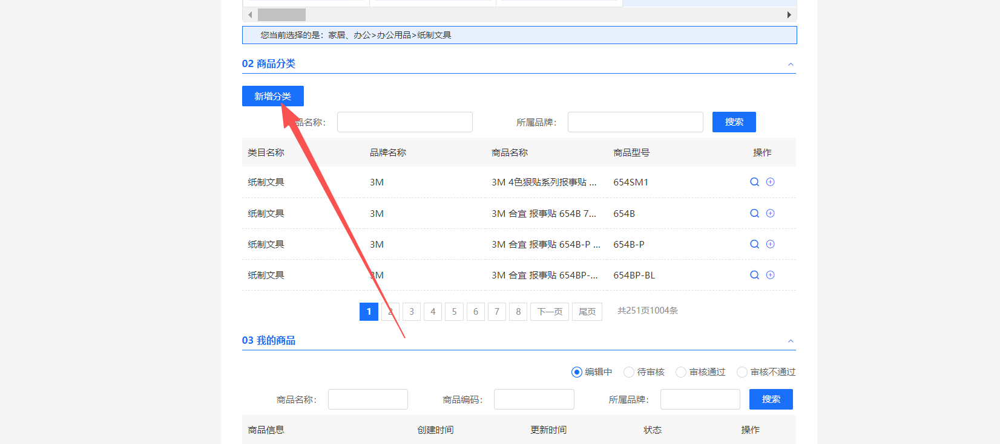 您当前选择的是：家居、办公>办公用品>纸制文具
02 商品分类
新增分类
品名称： 所属品牌： 搜索
类目名称 品牌名称 商品名称 商品型号 操作
纸制文具 3M 3M 4色狠贴系列报事贴 ... 654SM1
纸制文具 3M 3M 合宜 报事贴 654B 7... 654B
纸制文具 3M 3M 合宜 报事贴 654B-P ... 654B-P
纸制文具 3M 3M 合宜 报事贴 654BP-... 654BP-BL
1 2 3 4 5 6 7 8 下一页 尾页 共251页1004条
03 我的商品
编辑中 待审核 审核通过 审核不通过
商品名称： 商品编码： 所属品牌： 搜索
商品信息 创建时间 更新时间 状态 操作